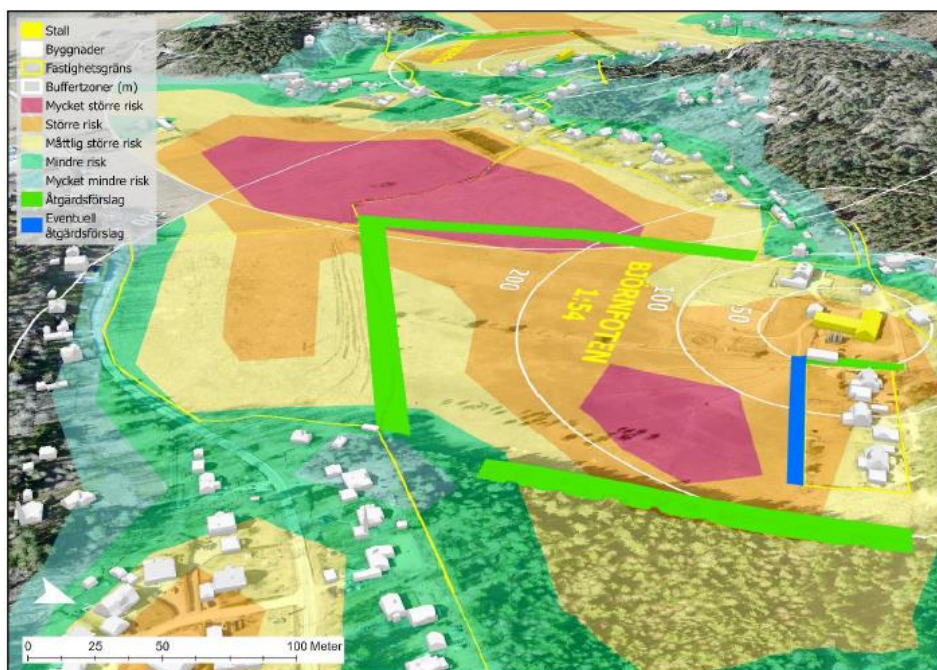 Stall
Byggnader
Fastighetsgräns
Buffertzoner (m)
Mycket större risk
Större risk
Måttlig större risk
Mindre risk
Mycket mindre risk
Åtgärdsförslag
Eventuell
åtgärdsförslag
200
100
50
BJÖRNFOTEN
1:54
0 25 50 100 Meter